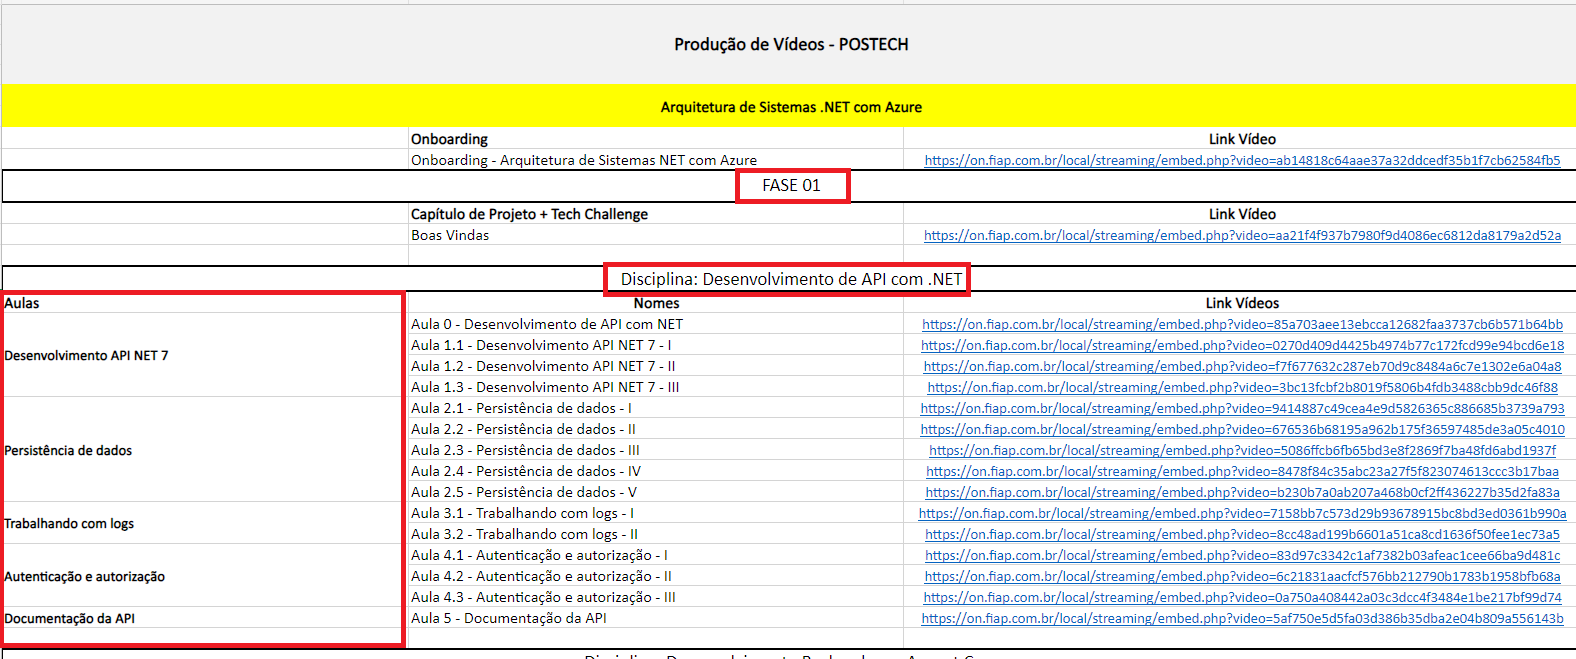 Produção de Vídeos - POSTECH
Arquitetura de Sistemas .NET com Azure
Onboarding Link Vídeo
Onboarding - Arquitetura de Sistemas NET com Azure https://on.fiap.com.br/local/streaming/embed.php?video=ab14818c64aae37a32ddcedf35b1f7cb62584fb5
FASE 01
Capítulo de Projeto + Tech Challenge Link Vídeo
Boas Vindas https://on.fiap.com.br/local/streaming/embed.php?video=aa21f4f937b7980f9d4086ec6812da8179a2d52a
Disciplina: Desenvolvimento de API com .NET
Aulas Nomes Link Vídeos
Aula 0 - Desenvolvimento de API com NET https://on.fiap.com.br/local/streaming/embed.php?video=85a703aee13ebcca12682faa3737cb6b571b64bb
Aula 1.1 - Desenvolvimento API NET 7 - I https://on.fiap.com.br/local/streaming/embed.php?video=0270d409d4425b4974b77c172fcd99e94bcd6e18
Desenvolvimento API NET 7
Aula 1.2 - Desenvolvimento API NET 7 - II https://on.fiap.com.br/local/streaming/embed.php?video=f7f677632c287eb70d9c8484a6c7e1302e6a04a8
Aula 1.3 - Desenvolvimento API NET 7 - III https://on.fiap.com.br/local/streaming/embed.php?video=3bc13fcbf2b8019f5806b4fdb3488cbb9dc46f88
Aula 2.1 - Persistência de dados - I https://on.fiap.com.br/local/streaming/embed.php?video=9414887c49cea4e9d5826365c886685b3739a793
Aula 2.2 - Persistência de dados - II https://on.fiap.com.br/local/streaming/embed.php?video=676536b68195a962b175f36597485de3a05c4010
Persistência de dados Aula 2.3 - Persistência de dados - III https://on.fiap.com.br/local/streaming/embed.php?video=5086ffcb6fb65bd3e8f2869f7ba48fd6abd1937f
Aula 2.4 - Persistência de dados - IV https://on.fiap.com.br/local/streaming/embed.php?video=8478f84c35abc23a27f5f823074613ccc3b17baa
Aula 2.5 - Persistência de dados - V https://on.fiap.com.br/local/streaming/embed.php?video=b230b7a0ab207a468b0cf2ff436227b35d2fa83a
Aula 3.1 - Trabalhando com logs - I https://on.fiap.com.br/local/streaming/embed.php?video=7158bb7c573d29b93678915bc8bd3ed0361b990a
Trabalhando com logs
Aula 3.2 - Trabalhando com logs - II https://on.fiap.com.br/local/streaming/embed.php?video=8cc48ad199b6601a51ca8cd1636f50fee1ec73a5
Aula 4.1 - Autenticação e autorização - I https://on.fiap.com.br/local/streaming/embed.php?video=83d97c3342c1af7382b03afeac1cee66ba9d481c
Autenticação e autorização Aula 4.2 - Autenticação e autorização - II https://on.fiap.com.br/local/streaming/embed.php?video=6c21831aacfcf576bb212790b1783b1958bfb68a
Aula 4.3 - Autenticação e autorização - III https://on.fiap.com.br/local/streaming/embed.php?video=0a750a408442a03c3dcc4f3484e1be217bf99d74
Documentação da API Aula 5 - Documentação da API https://on.fiap.com.br/local/streaming/embed.php?video=5af750e5d5fa03d386b35dba2e04b809a556143b